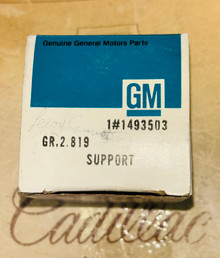 Genuine General Motors Parts
GM
1#1493503
GR.2.819
SUPPORT
Cadillac